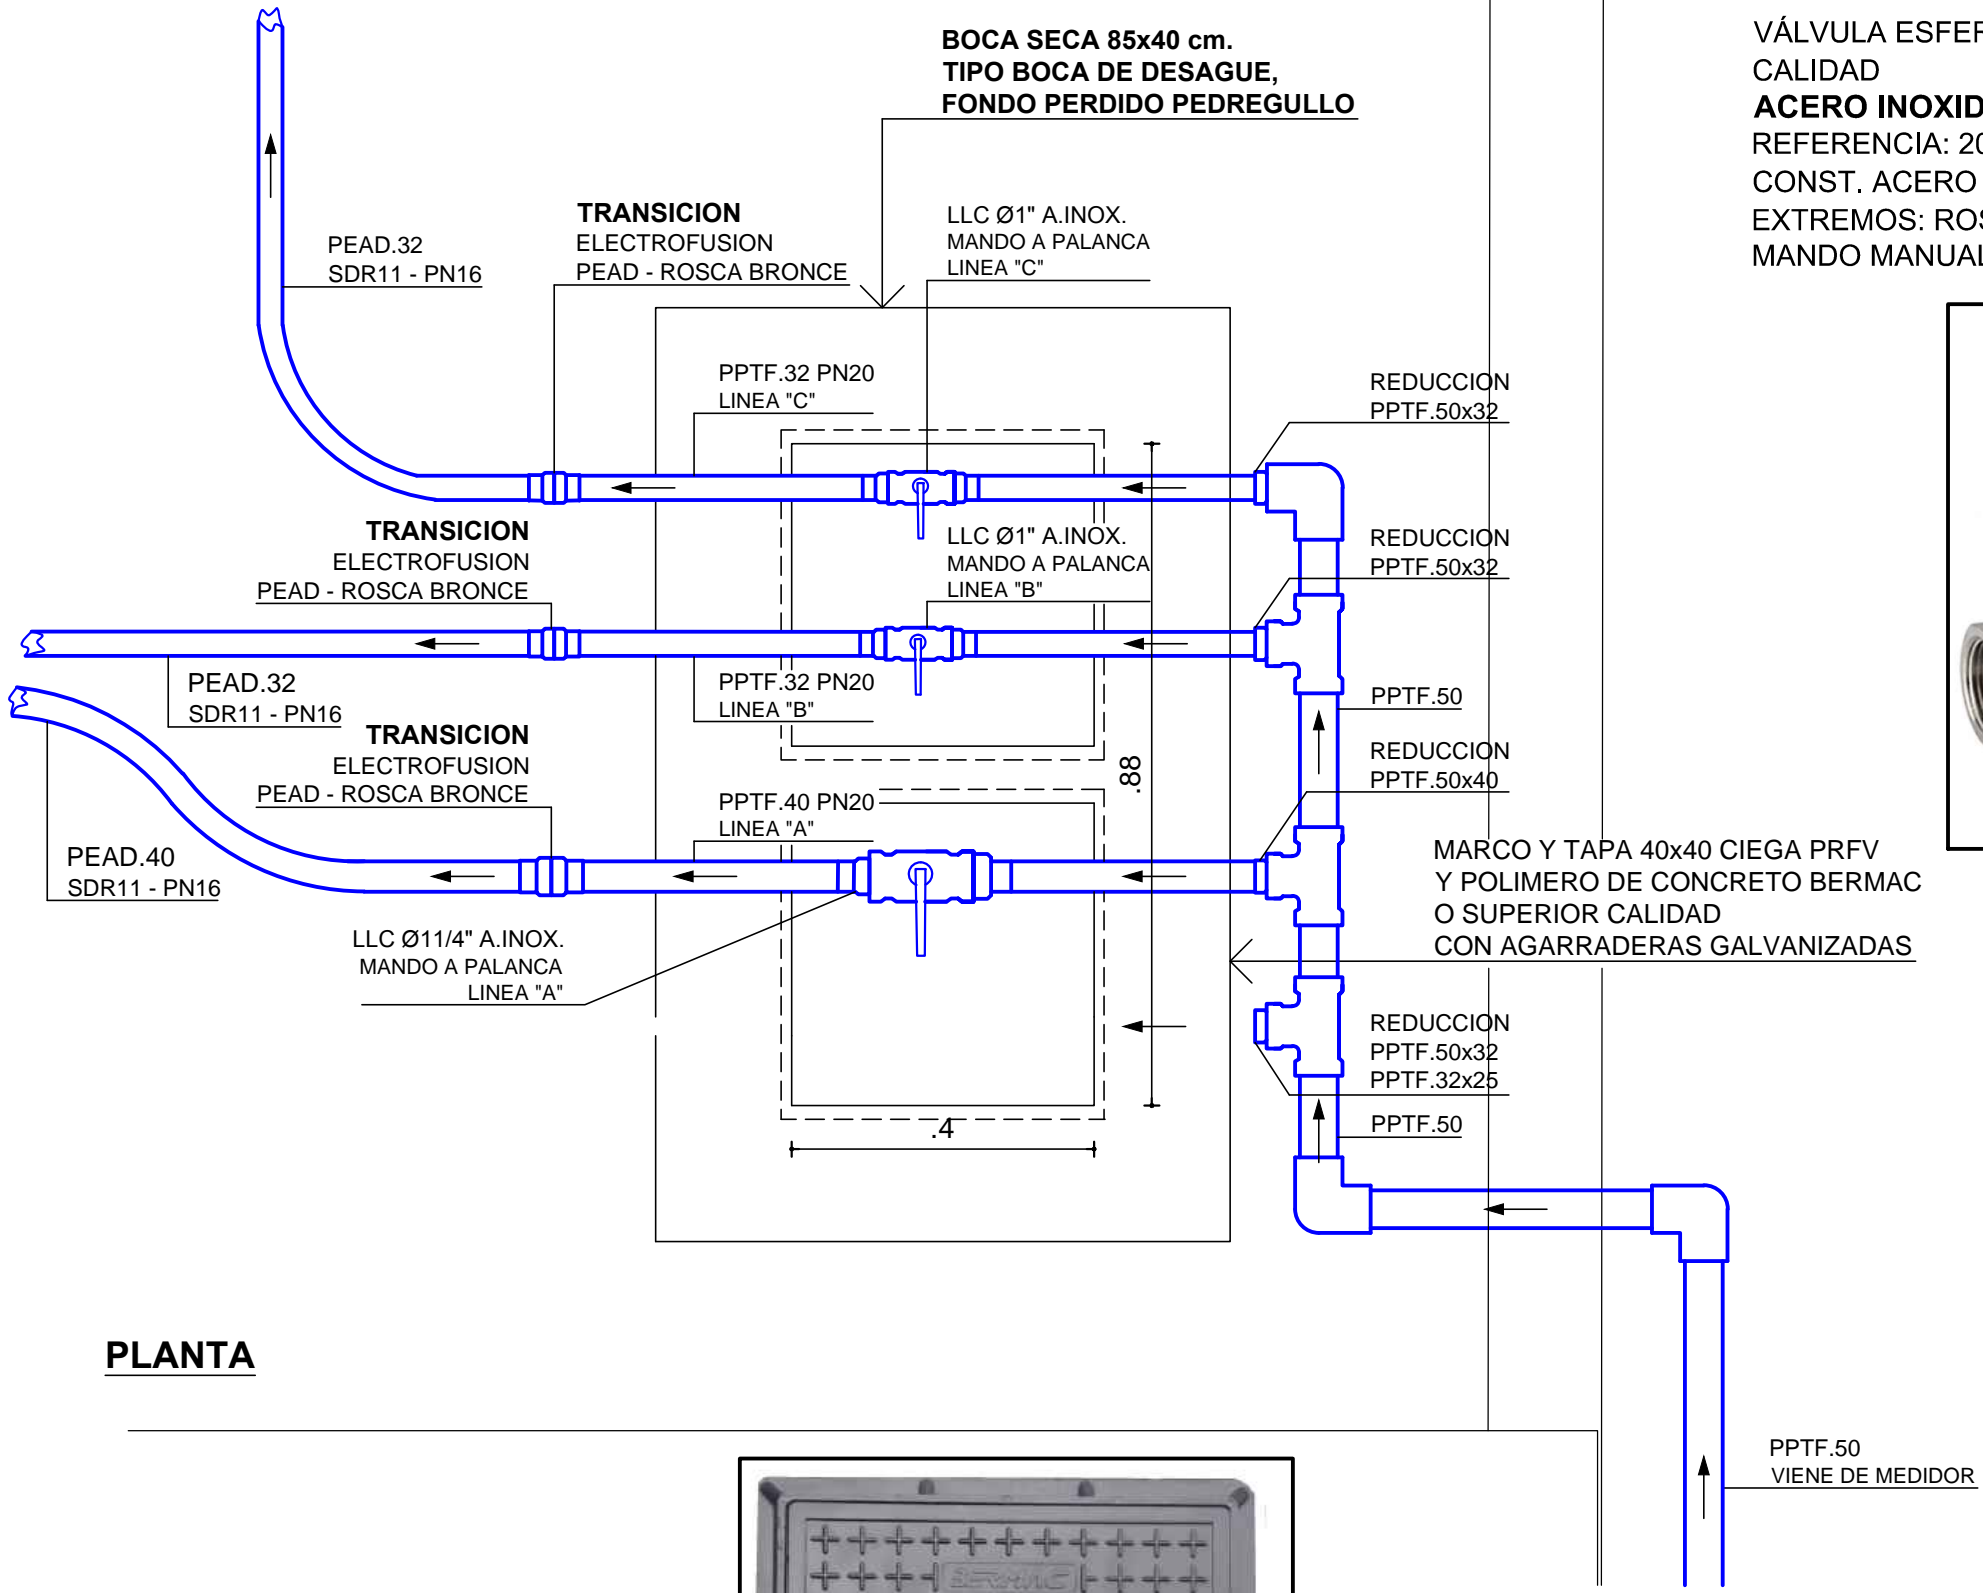 BOCA SECA 85x40 cm.
TIPO BOCA DE DESAGUE,
FONDO PERDIDO PEDREGULLO
VÁLVULA ESFER
CALIDAD
ACERO INOXID
REFERENCIA: 20
CONST. ACERO
EXTREMOS: ROS
MANDO MANUAL
TRANSICION
ELECTROFUSION
PEAD - ROSCA BRONCE
LLC Ø1" A.INOX.
MANDO A PALANCA
LINEA "C"
PEAD.32
SDR11 - PN16
PPTF.32 PN20
LINEA "C"
REDUCCION
PPTF.50x32
TRANSICION
ELECTROFUSION
PEAD - ROSCA BRONCE
LLC Ø1" A.INOX.
MANDO A PALANCA
LINEA "B"
REDUCCION
PPTF.50x32
PEAD.32
SDR11 - PN16
PPTF.32 PN20
LINEA "B"
PPTF.50
TRANSICION
ELECTROFUSION
PEAD - ROSCA BRONCE
REDUCCION
PPTF.50x40
.88
PPTF.40 PN20
LINEA "A"
PEAD.40
SDR11 - PN16
MARCO Y TAPA 40x40 CIEGA PRFV
Y POLIMERO DE CONCRETO BERMAC
O SUPERIOR CALIDAD
CON AGARRADERAS GALVANIZADAS
LLC Ø11/4" A.INOX.
MANDO A PALANCA
LINEA "A"
REDUCCION
PPTF.50x32
PPTF.32x25
PPTF.50
.4
PLANTA
PPTF.50
VIENE DE MEDIDOR
BERMAC